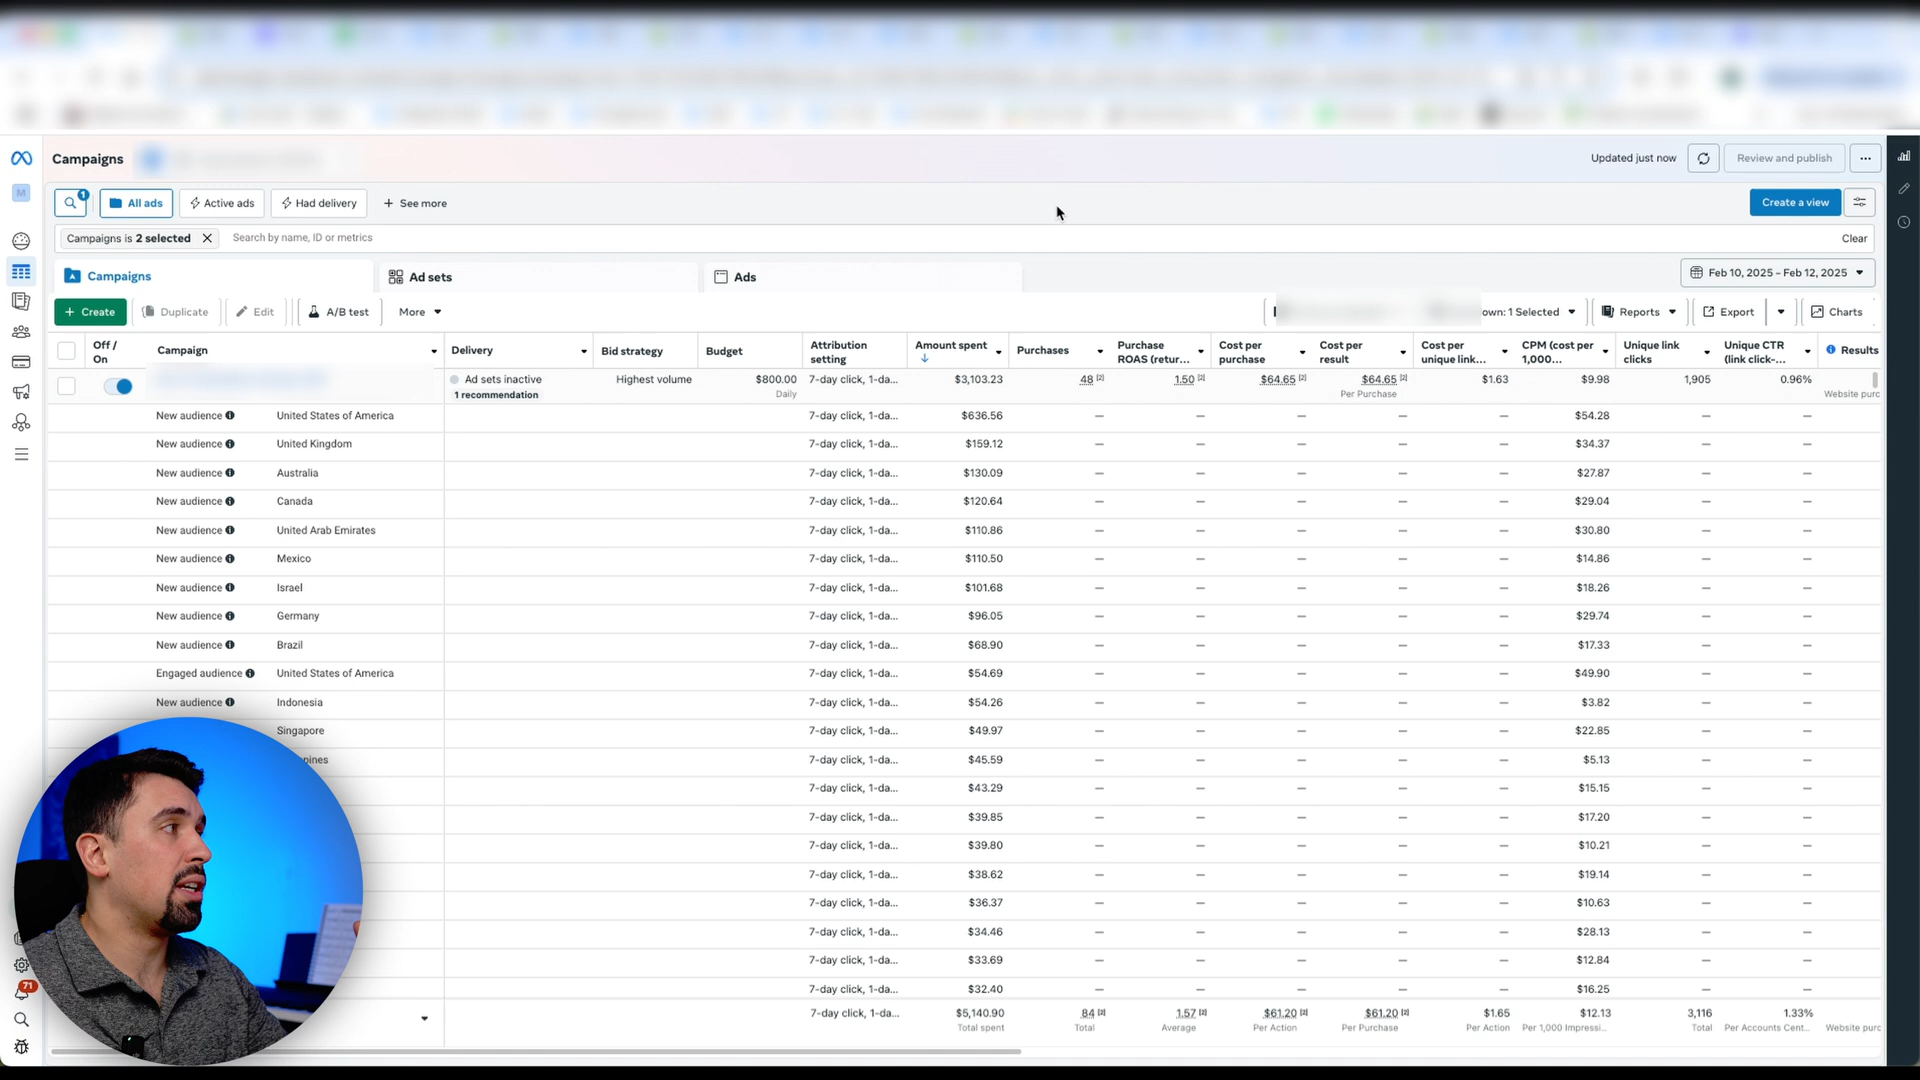 Campaigns
Updated just now
Review and publish
M
1
All ads
Active ads
Had delivery
+ See more
Create a view
Campaigns is 2 selected
Search by name, ID or metrics
Clear
Campaigns
Ad sets
Ads
Feb 10, 2025 – Feb 12, 2025
+ Create
Duplicate
Edit
A/B test
More
own: 1 Selected
Reports
Export
Charts
Off / On
Campaign
Delivery
Bid strategy
Budget
Attribution setting
Amount spent
Purchases
Purchase ROAS (retur...
Cost per purchase
Cost per result
Cost per unique link...
CPM (cost per 1,000...
Unique link clicks
Unique CTR (link click-...
Results
Ad sets inactive Highest volume $800.00 7-day click, 1-da... $3,103.23 48 [2] 1.50 [2] $64.65 [2] $64.65 [2] $1.63 $9.98 1,905 0.96%
1 recommendation Daily Per Purchase Website purc
New audience United States of America 7-day click, 1-da... $636.56 — — — — — $54.28 — —
New audience United Kingdom 7-day click, 1-da... $159.12 — — — — — $34.37 — —
New audience Australia 7-day click, 1-da... $130.09 — — — — — $27.87 — —
New audience Canada 7-day click, 1-da... $120.64 — — — — — $29.04 — —
New audience United Arab Emirates 7-day click, 1-da... $110.86 — — — — — $30.80 — —
New audience Mexico 7-day click, 1-da... $110.50 — — — — — $14.86 — —
New audience Israel 7-day click, 1-da... $101.68 — — — — — $18.26 — —
New audience Germany 7-day click, 1-da... $96.05 — — — — — $29.74 — —
New audience Brazil 7-day click, 1-da... $68.90 — — — — — $17.33 — —
Engaged audience United States of America 7-day click, 1-da... $54.69 — — — — — $49.90 — —
New audience Indonesia 7-day click, 1-da... $54.26 — — — — — $3.82 — —
Singapore 7-day click, 1-da... $49.97 — — — — — $22.85 — —
pines 7-day click, 1-da... $45.59 — — — — — $5.13 — —
7-day click, 1-da... $43.29 — — — — — $15.15 — —
7-day click, 1-da... $39.85 — — — — — $17.20 — —
7-day click, 1-da... $39.80 — — — — — $10.21 — —
7-day click, 1-da... $38.62 — — — — — $19.14 — —
7-day click, 1-da... $36.37 — — — — — $10.63 — —
7-day click, 1-da... $34.46 — — — — — $28.13 — —
7-day click, 1-da... $33.69 — — — — — $12.84 — —
7-day click, 1-da... $32.40 — — — — — $16.25 — —
7-day click, 1-da... $5,140.90 84 [2] 1.57 [2] $61.20 [2] $61.20 [2] $1.65 $12.13 3,116 1.33%
Total spent Total Average Per Action Per Purchase Per Action Per 1,000 Impressi... Total Per Accounts Cent... Website purc
71